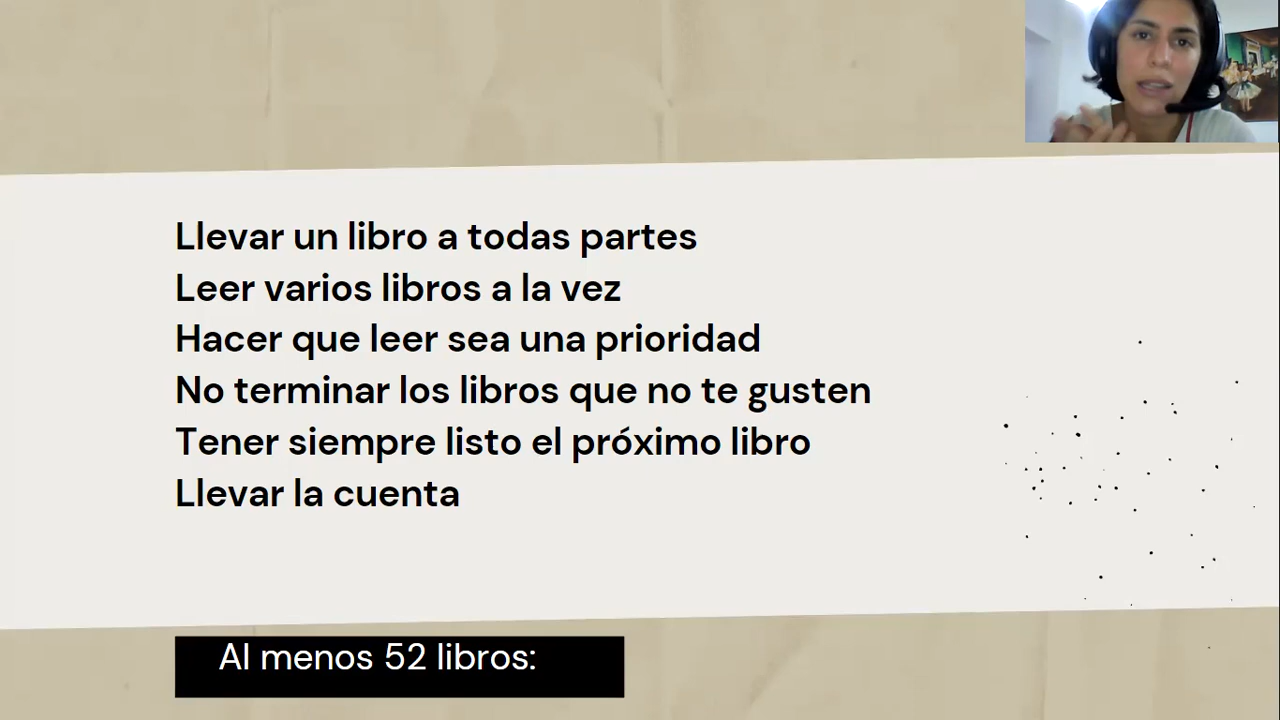 Llevar un libro a todas partes
Leer varios libros a la vez
Hacer que leer sea una prioridad
No terminar los libros que no te gusten
Tener siempre listo el próximo libro
Llevar la cuenta
Al menos 52 libros: